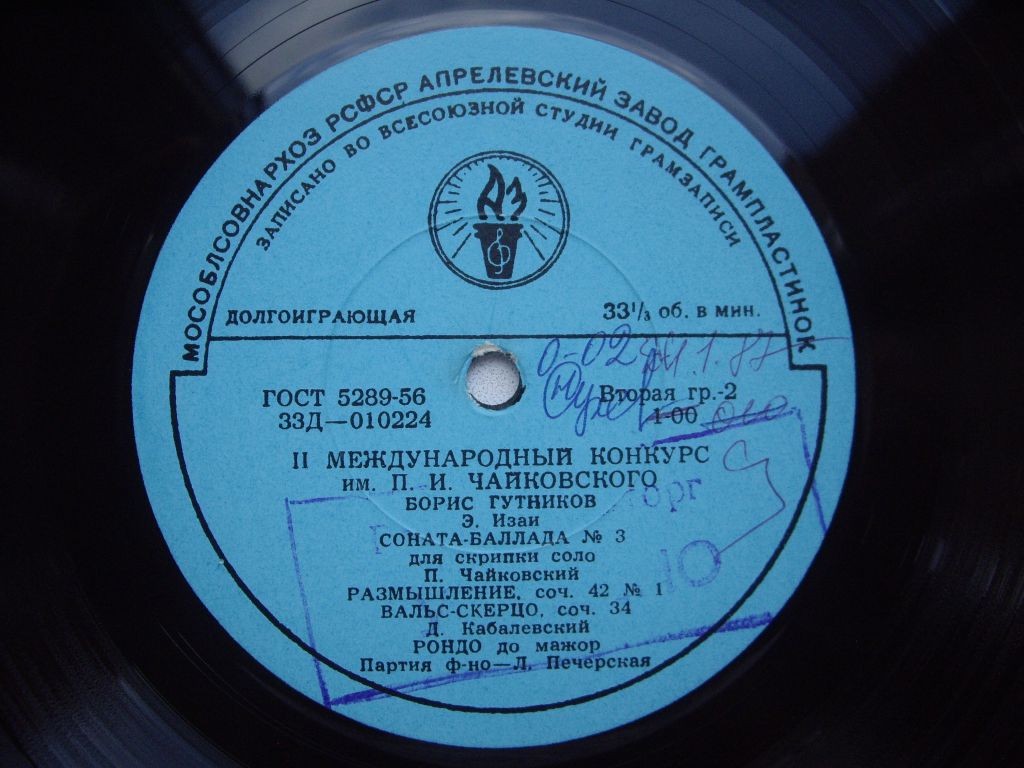 МОСОБЛСОВНАРХОЗ РСФСР АПРЕЛЕВСКИЙ ЗАВОД ГРАМПЛАСТИНОК
ЗАПИСАНО ВО ВСЕСОЮЗНОЙ СТУДИИ ГРАМЗАПИСИ
АЗ
ДОЛГОИГРАЮЩАЯ 33⅓ об. в мин.
0-02
ГОСТ 5289-56 Вторая гр.-2
33Д—010224 1-00
II МЕЖДУНАРОДНЫЙ КОНКУРС
им. П. И. ЧАЙКОВСКОГО
БОРИС ГУТНИКОВ
Э. Изаи
СОНАТА-БАЛЛАДА № 3
для скрипки соло
П. Чайковский
РАЗМЫШЛЕНИЕ, соч. 42 № 1
ВАЛЬС-СКЕРЦО, соч. 34
Д. Кабалевский
РОНДО до мажор
Партия ф-но—Л. Печерская